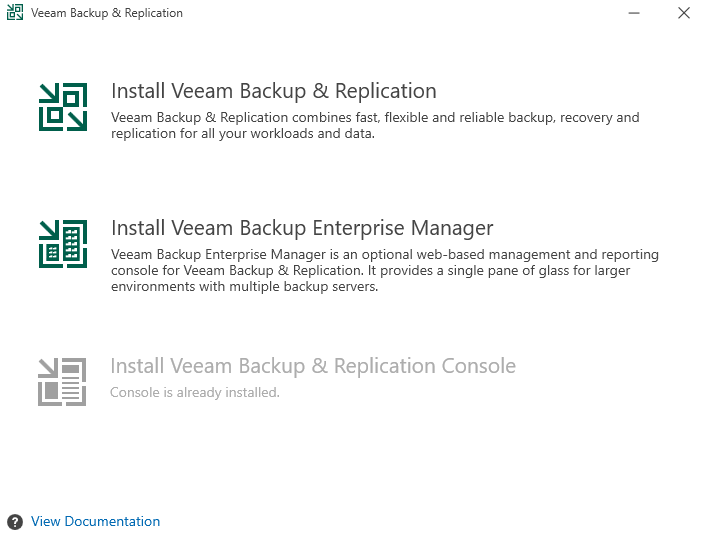 Veeam Backup & Replication
Install Veeam Backup & Replication
Veeam Backup & Replication combines fast, flexible and reliable backup, recovery and
replication for all your workloads and data.
Install Veeam Backup Enterprise Manager
Veeam Backup Enterprise Manager is an optional web-based management and reporting
console for Veeam Backup & Replication. It provides a single pane of glass for larger
environments with multiple backup servers.
Install Veeam Backup & Replication Console
Console is already installed.
? View Documentation